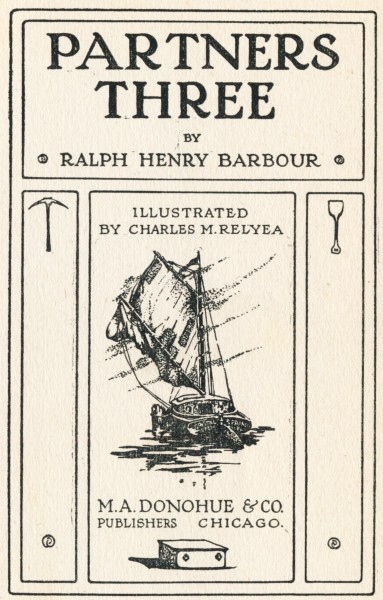 PARTNERS
THREE
BY
RALPH HENRY BARBOUR
ILLUSTRATED
BY CHARLES M. RELYEA
M. A. DONOHUE & CO.
PUBLISHERS CHICAGO.